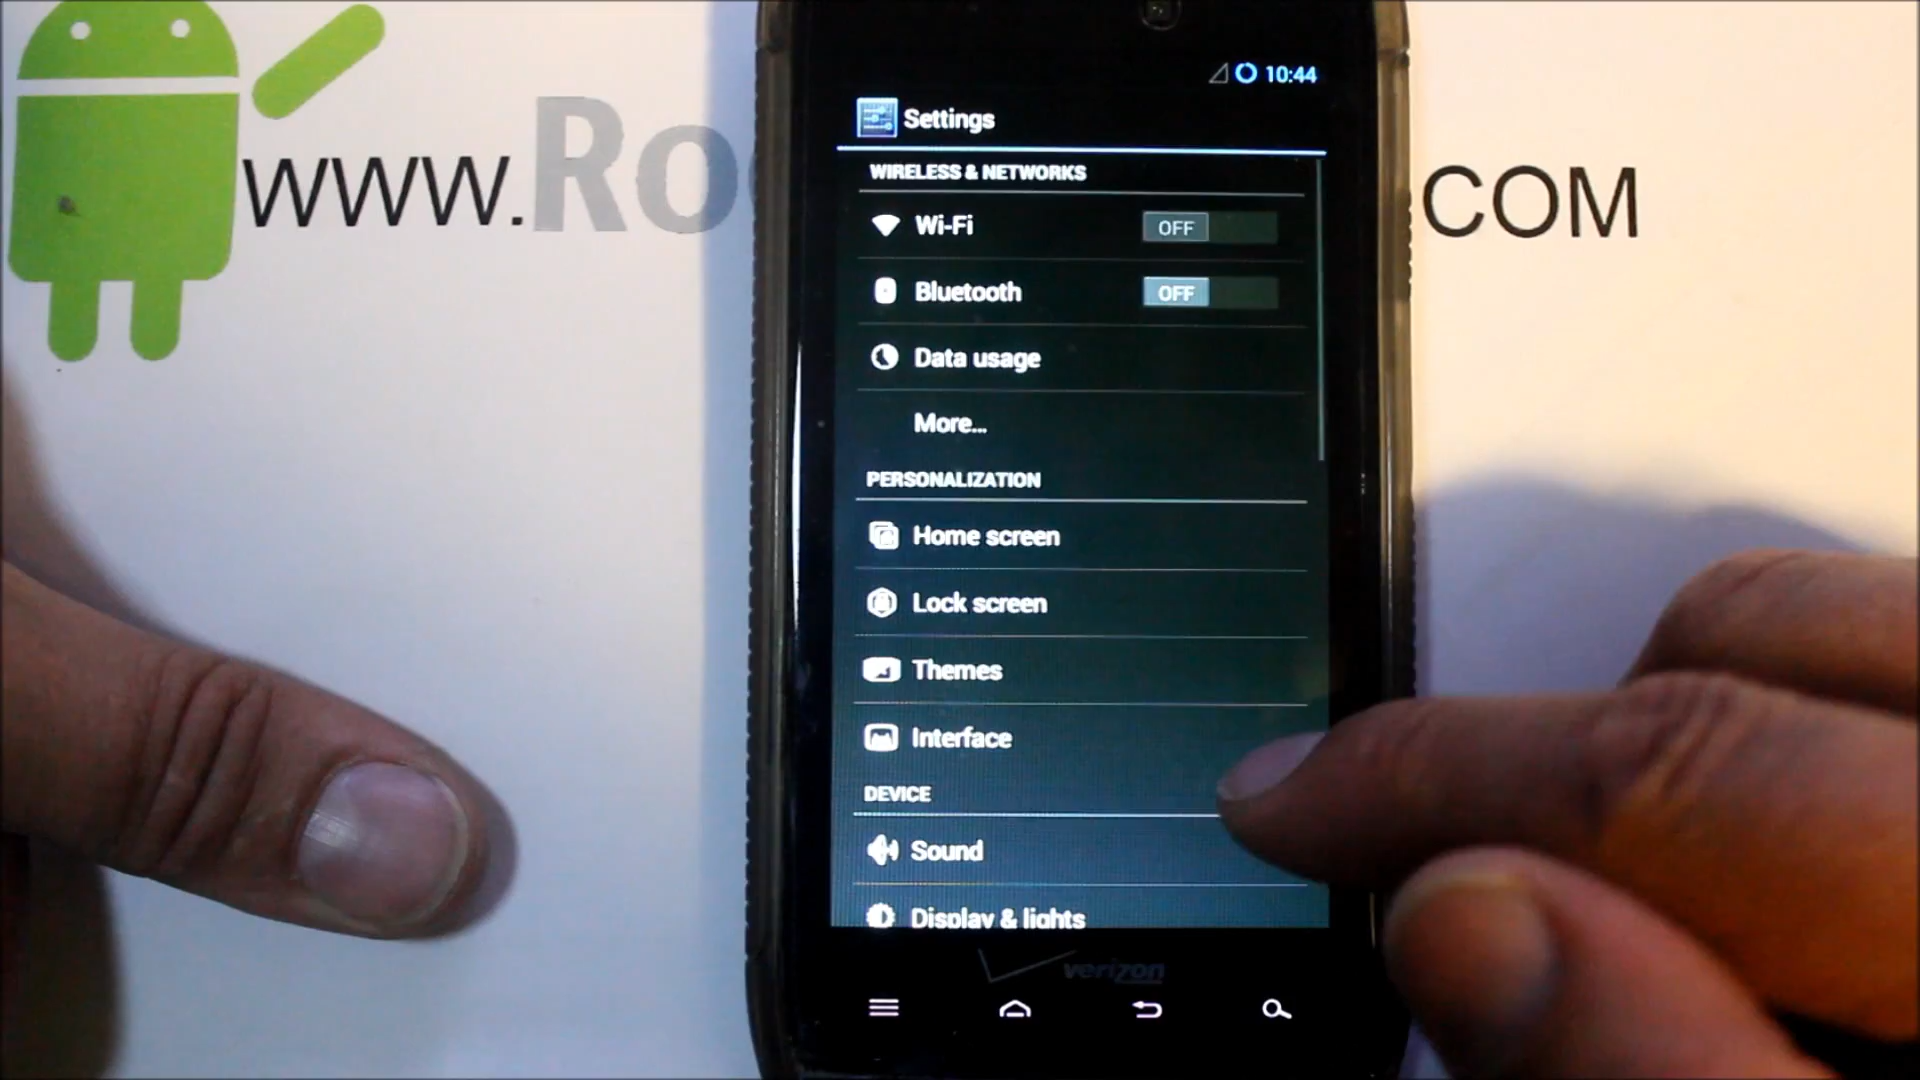 www.Ro
COM
10:44
Settings
WIRELESS & NETWORKS
Wi-Fi OFF
Bluetooth OFF
Data usage
More...
PERSONALIZATION
Home screen
Lock screen
Themes
Interface
DEVICE
Sound
Display & lights
verizon